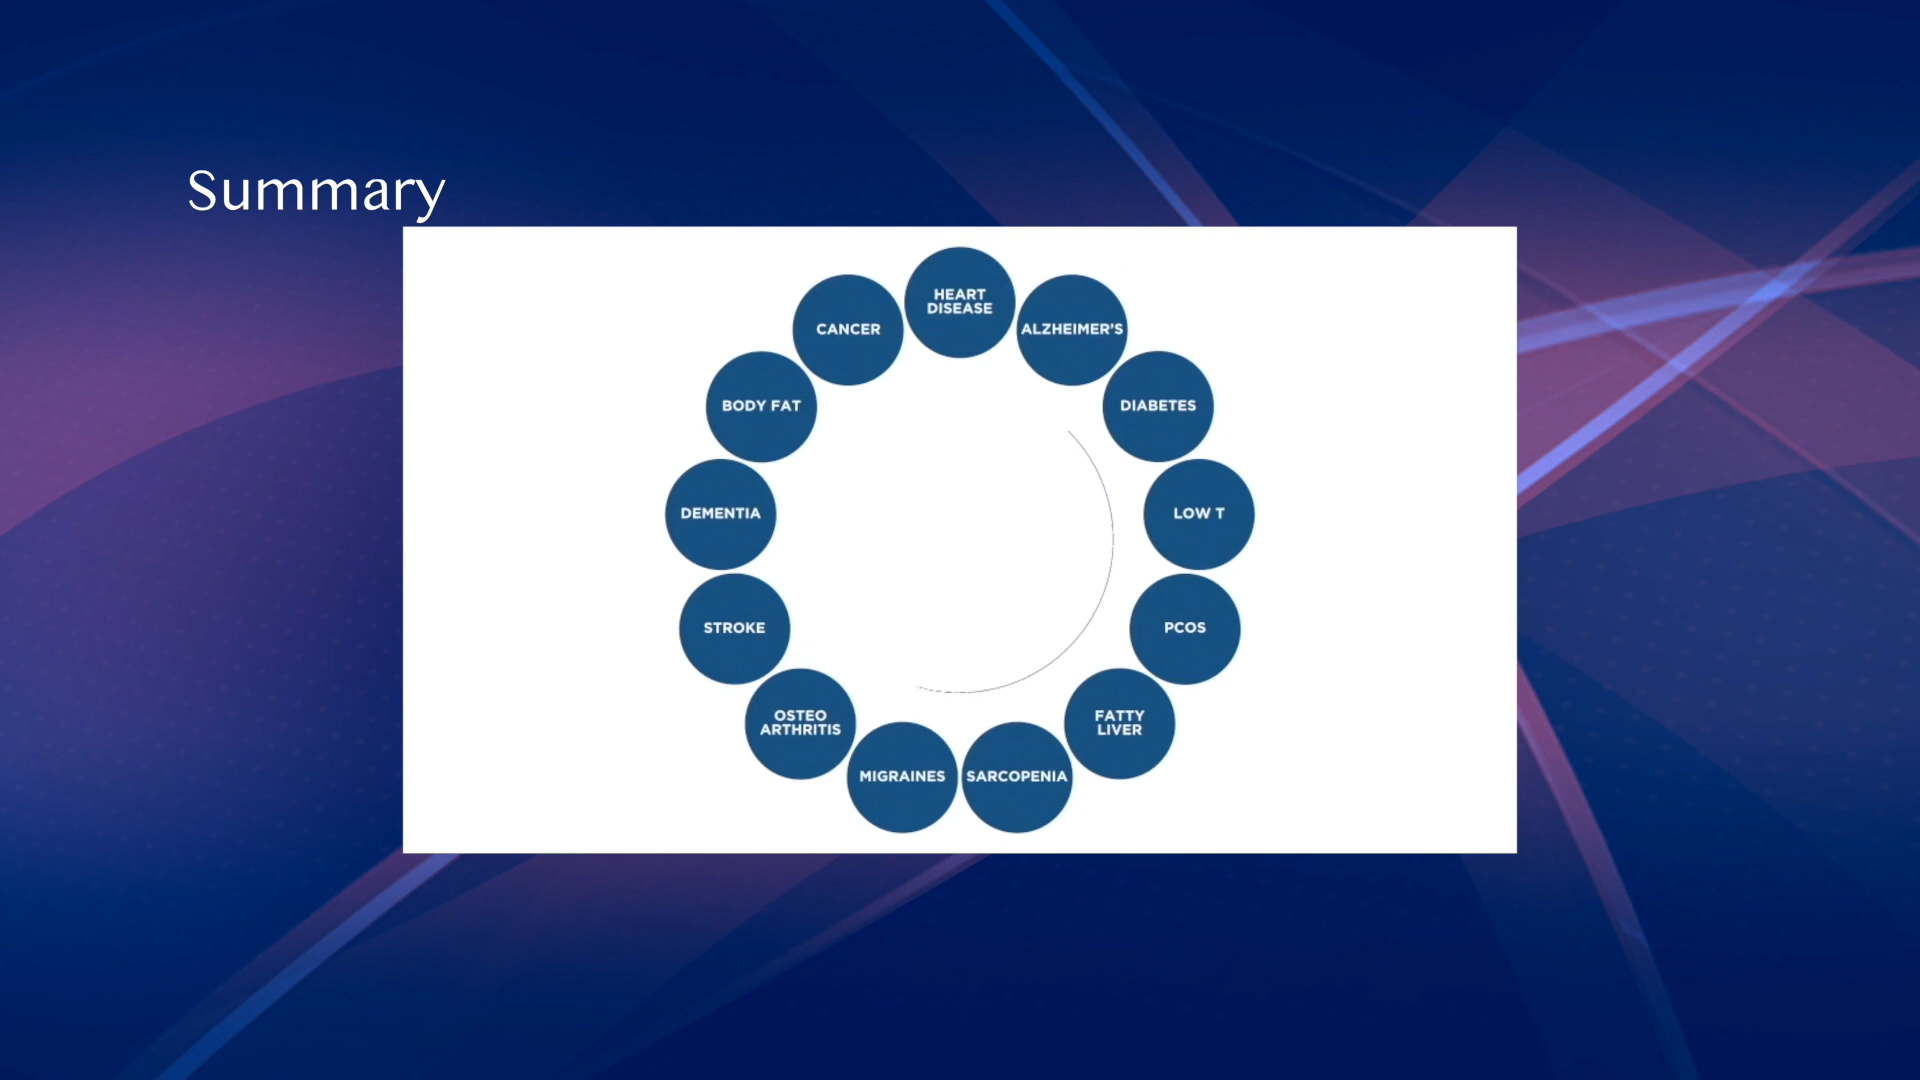 Summary
HEART
DISEASE
ALZHEIMER'S
DIABETES
LOW T
PCOS
FATTY
LIVER
SARCOPENIA
MIGRAINES
OSTEO
ARTHRITIS
STROKE
DEMENTIA
BODY FAT
CANCER